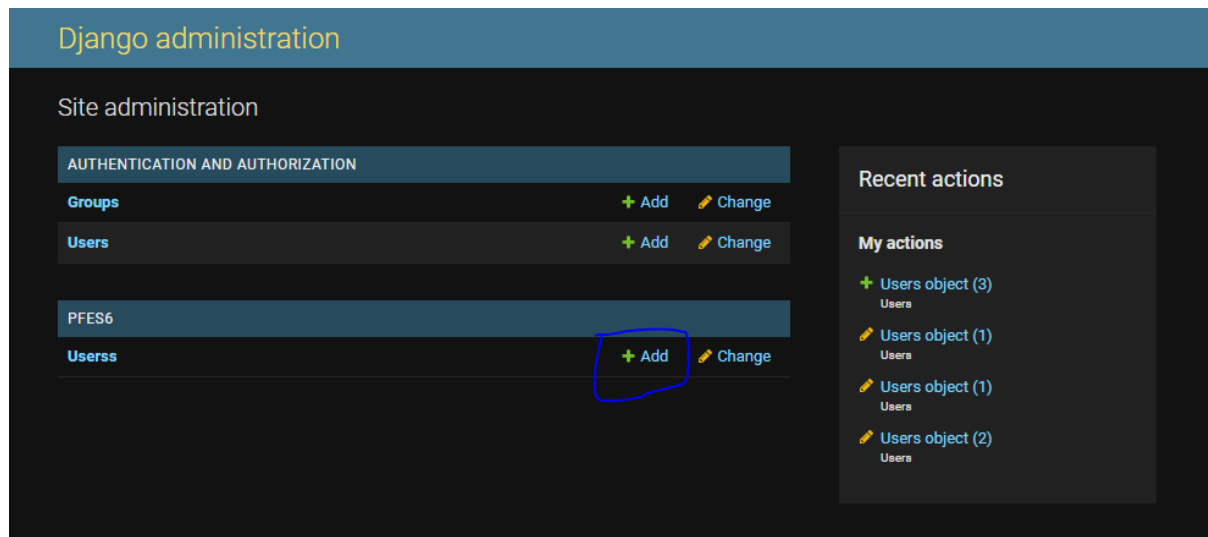 Django administration
Site administration
AUTHENTICATION AND AUTHORIZATION
Groups Add Change
Users Add Change
PFES6
Userss Add Change
Recent actions
My actions
Users object (3)
Users
Users object (1)
Users
Users object (1)
Users
Users object (2)
Users